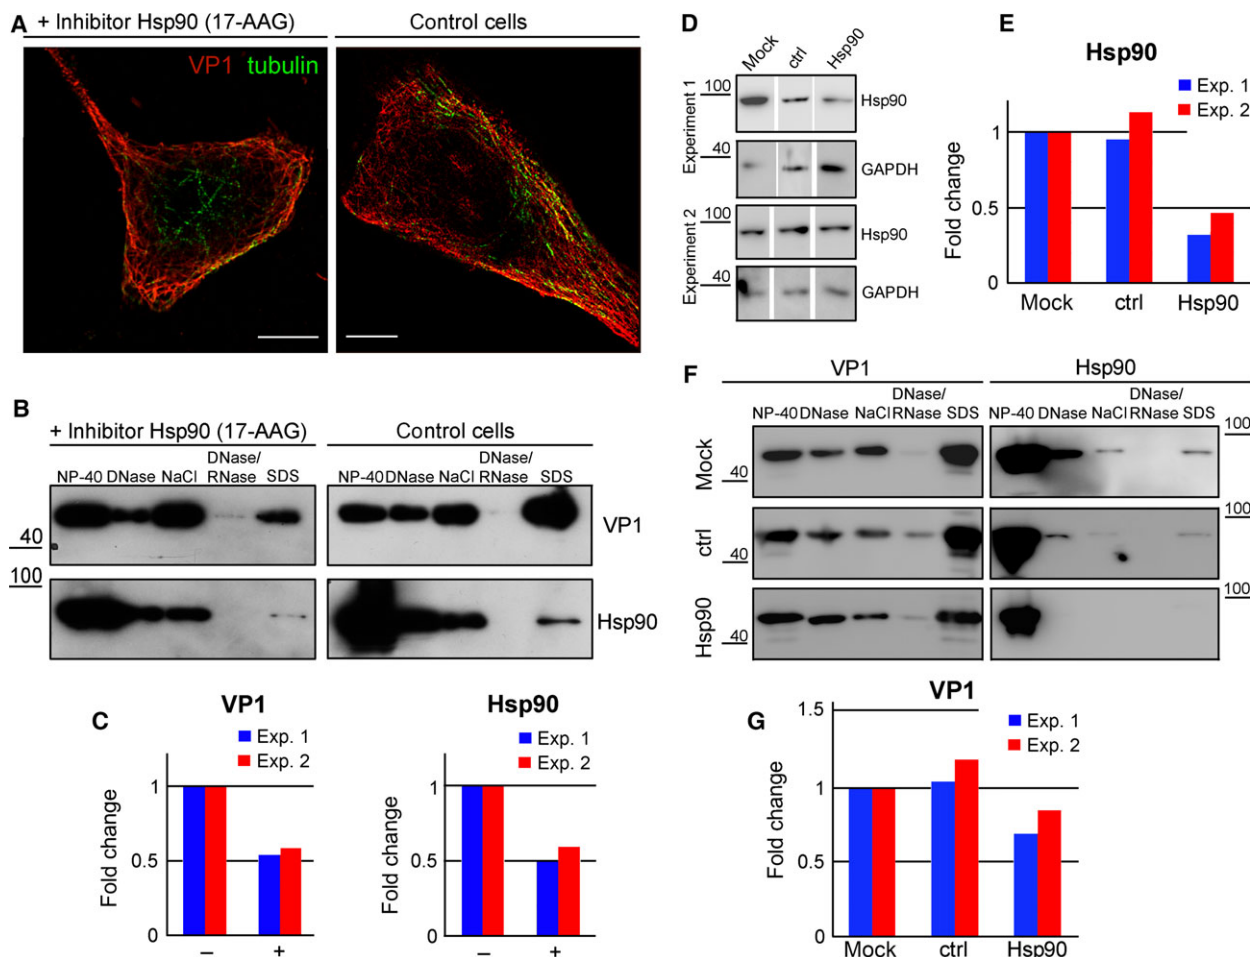 A
+ Inhibitor Hsp90 (17-AAG)
Control cells
VP1 tubulin
B
+ Inhibitor Hsp90 (17-AAG)
Control cells
NP-40 DNase NaCl DNase/RNase SDS
NP-40 DNase NaCl DNase/RNase SDS
40
VP1
100
Hsp90
C
VP1
Exp. 1
Exp. 2
Fold change
1
0.5
0
– +
Hsp90
Exp. 1
Exp. 2
Fold change
1
0.5
0
– +
D
Mock ctrl Hsp90
Experiment 1
100
Hsp90
40
GAPDH
Experiment 2
100
Hsp90
40
GAPDH
E
Hsp90
Exp. 1
Exp. 2
Fold change
1
0.5
0
Mock ctrl Hsp90
F
VP1
Hsp90
NP-40 DNase NaCl DNase/RNase SDS
NP-40 DNase NaCl DNase/RNase SDS
Mock
40
100
ctrl
40
100
Hsp90
40
100
G
VP1
Exp. 1
Exp. 2
Fold change
1.5
1
0.5
0
Mock ctrl Hsp90